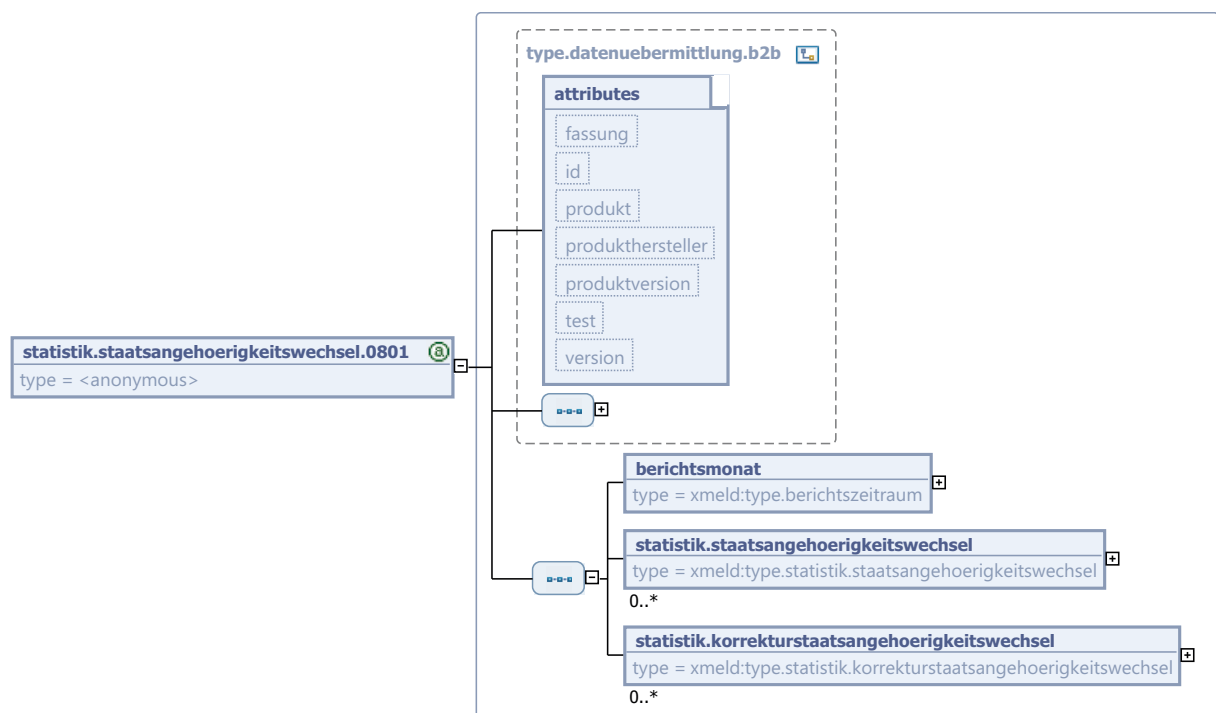 type.datenuebermittlung.b2b
attributes
fassung
id
produkt
produkthersteller
produktversion
test
version
statistik.staatsangehoerigkeitswechsel.0801
type = <anonymous>
berichtsmonat
type = xmeld:type.berichtszeitraum
statistik.staatsangehoerigkeitswechsel
type = xmeld:type.statistik.staatsangehoerigkeitswechsel
0..*
statistik.korrekturstaatsangehoerigkeitswechsel
type = xmeld:type.statistik.korrekturstaatsangehoerigkeitswechsel
0..*